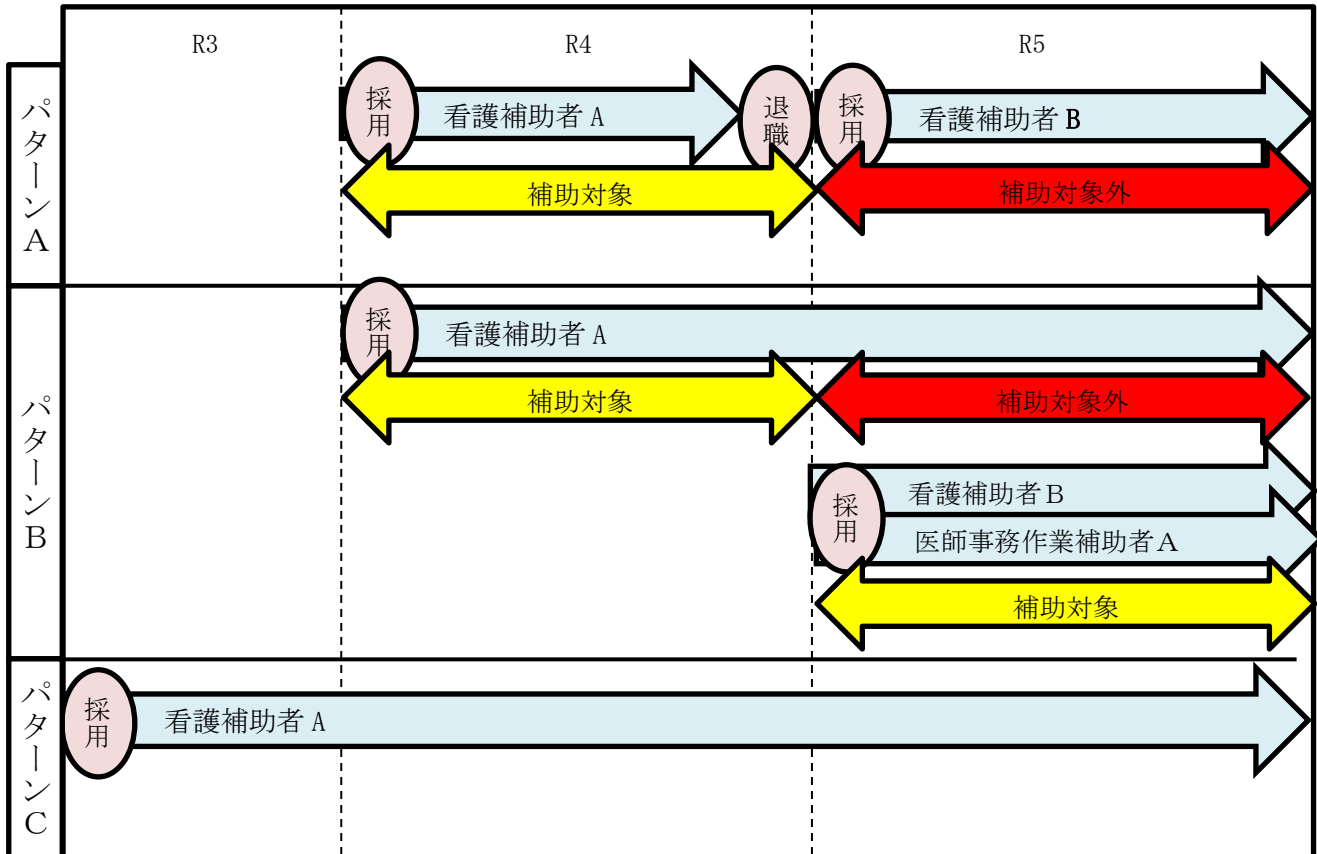 R3
R4
R5
パターンA
採用
看護補助者 A
退職
採用
看護補助者 B
補助対象
補助対象外
パターンB
採用
看護補助者 A
補助対象
補助対象外
採用
看護補助者B
医師事務作業補助者A
補助対象
パターンC
採用
看護補助者 A